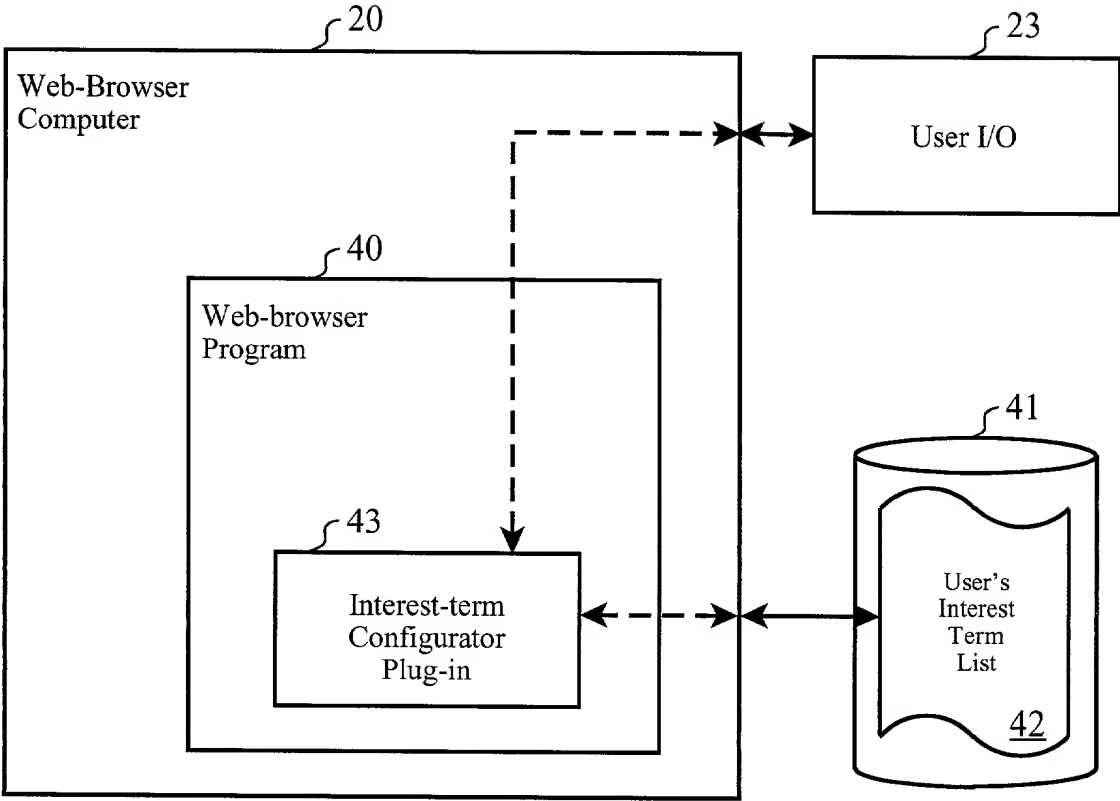 20
23
Web-Browser
Computer
User I/O
40
Web-browser
Program
41
43
Interest-term
Configurator
Plug-in
User's
Interest
Term
List
42